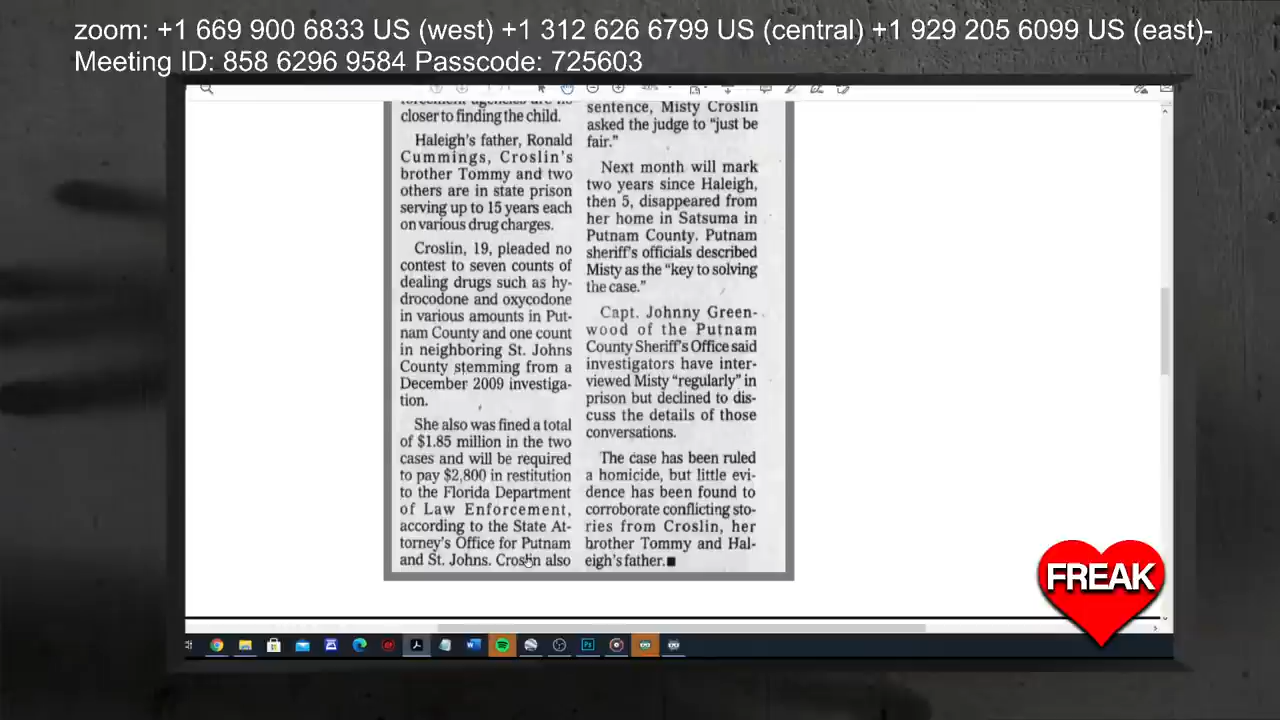 zoom: +1 669 900 6833 US (west) +1 312 626 6799 US (central) +1 929 205 6099 US (east)-
Meeting ID: 858 6296 9584 Passcode: 725603
forcement agencies are no
closer to finding the child.
Haleigh's father, Ronald
Cummings, Croslin's
brother Tommy and two
others are in state prison
serving up to 15 years each
on various drug charges.
Croslin, 19, pleaded no
contest to seven counts of
dealing drugs such as hy-
drocodone and oxycodone
in various amounts in Put-
nam County and one count
in neighboring St. Johns
County stemming from a
December 2009 investiga-
tion.
She also was fined a total
of $1.85 million in the two
cases and will be required
to pay $2,800 in restitution
to the Florida Department
of Law Enforcement,
according to the State At-
torney's Office for Putnam
and St. Johns. Croslin also
sentence, Misty Croslin
asked the judge to "just be
fair."
Next month will mark
two years since Haleigh,
then 5, disappeared from
her home in Satsuma in
Putnam County. Putnam
sheriff's officials described
Misty as the "key to solving
the case."
Capt. Johnny Green-
wood of the Putnam
County Sheriff's Office said
investigators have inter-
viewed Misty "regularly" in
prison but declined to dis-
cuss the details of those
conversations.
The case has been ruled
a homicide, but little evi-
dence has been found to
corroborate conflicting sto-
ries from Croslin, her
brother Tommy and Hal-
eigh's father.■
FREAK